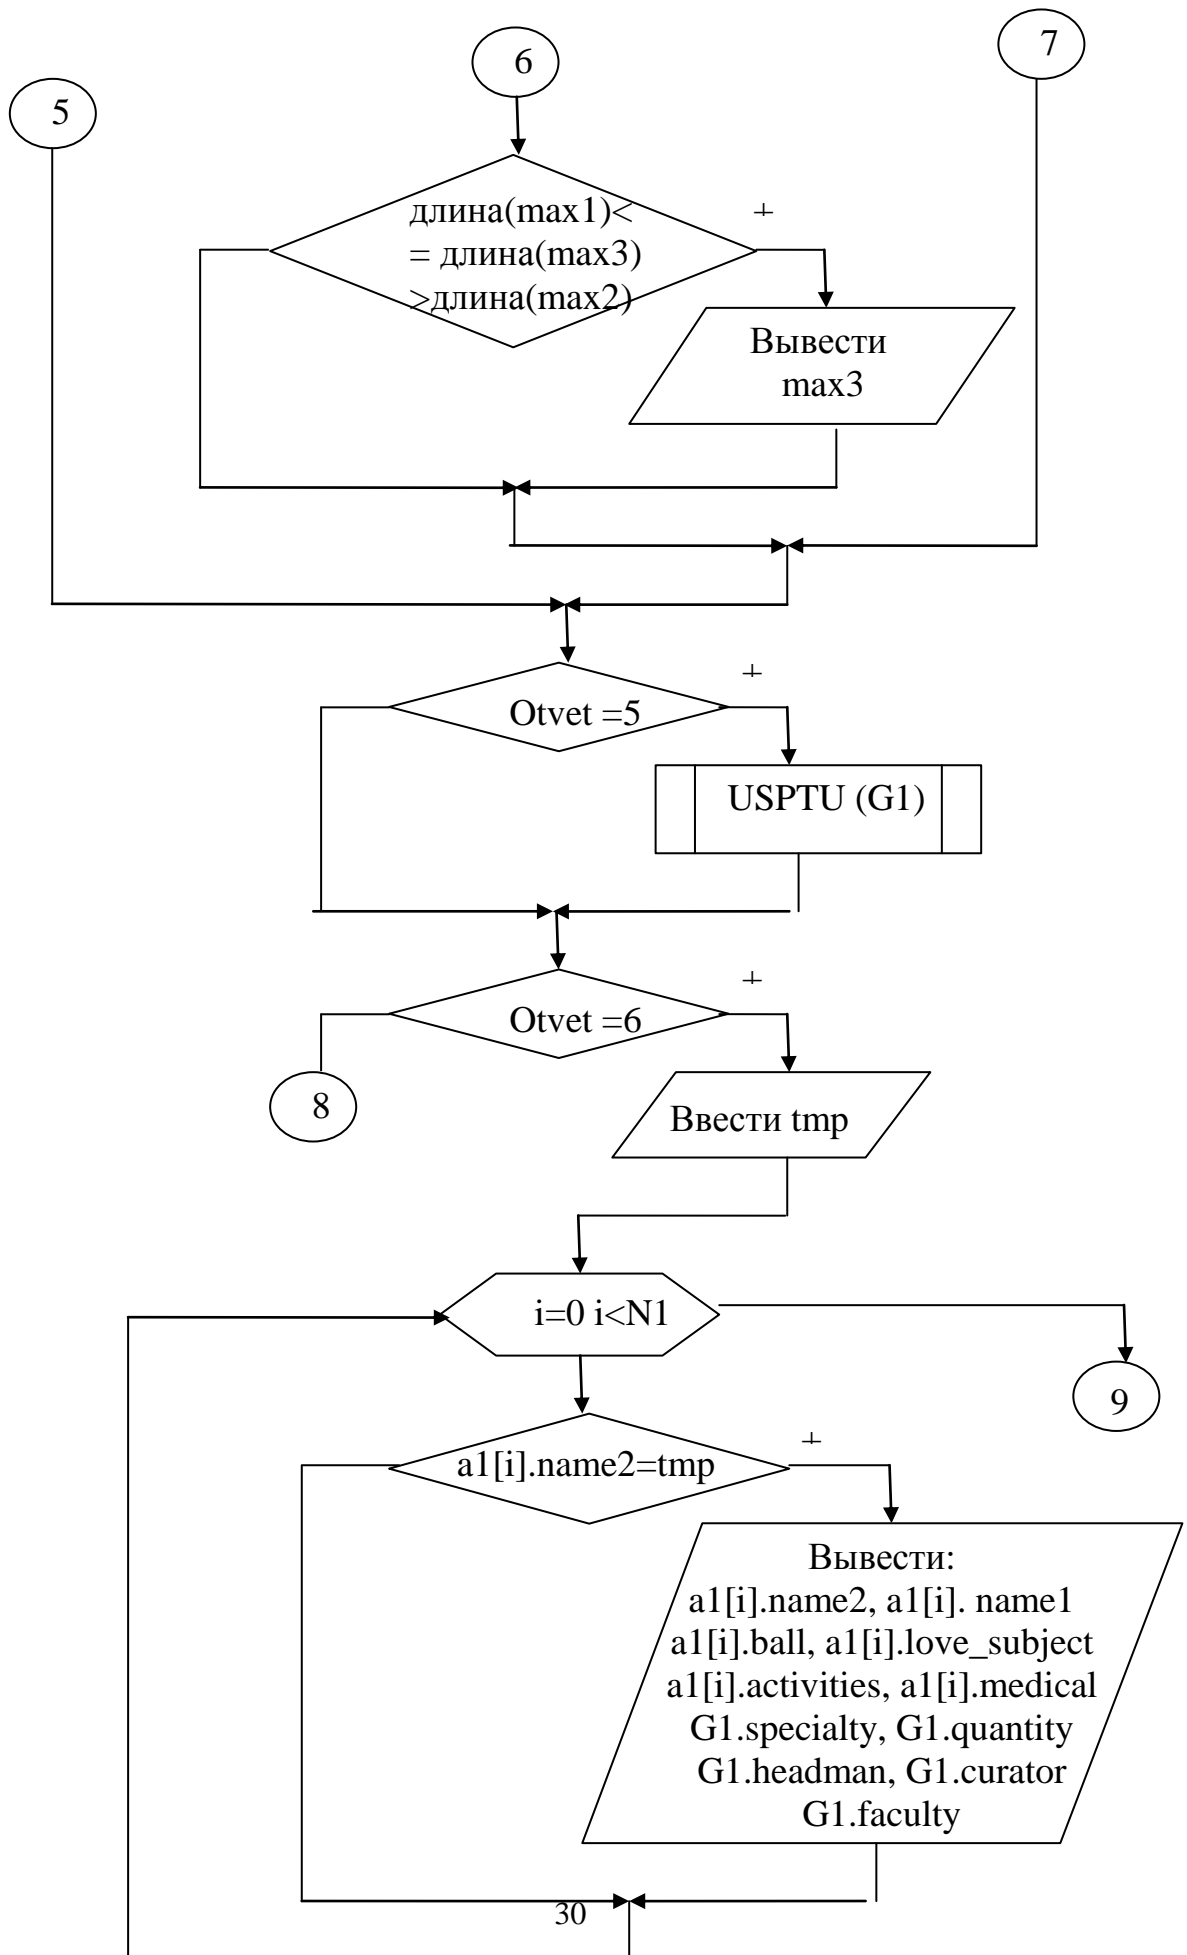 6
7
5
длина(max1)<
= длина(max3)
>длина(max2)
+
Вывести
max3
+
Otvet =5
USPTU (G1)
+
Otvet =6
8
Ввести tmp
i=0 i<N1
9
+
a1[i].name2=tmp
Вывести:
a1[i].name2, a1[i]. name1
a1[i].ball, a1[i].love_subject
a1[i].activities, a1[i].medical
G1.specialty, G1.quantity
G1.headman, G1.curator
G1.faculty
30